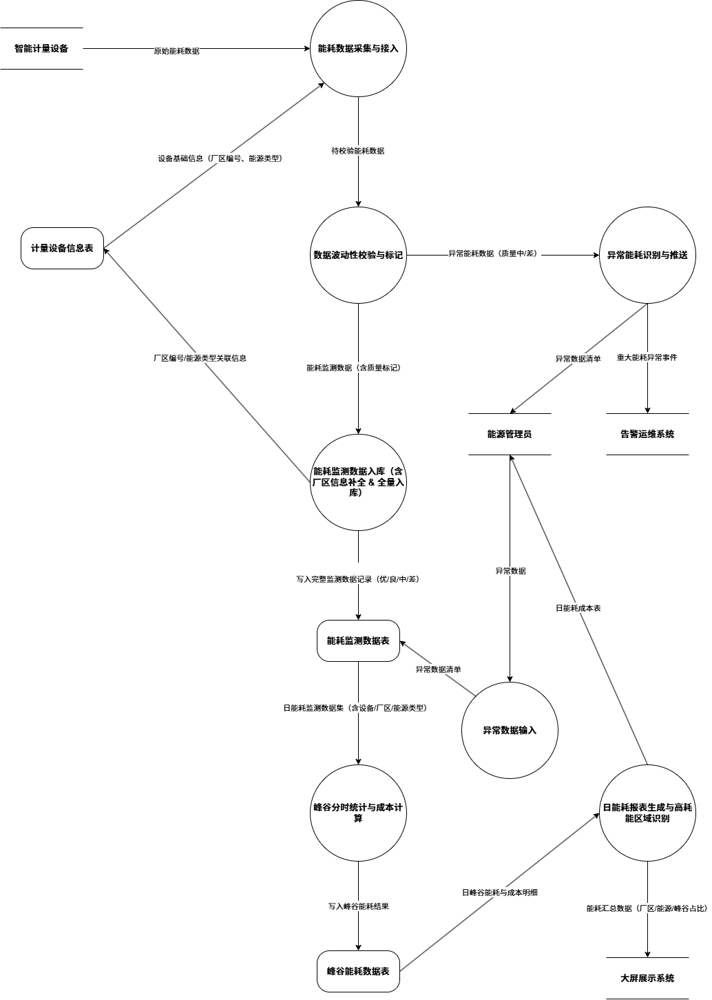 智能计量设备
原始能耗数据
能耗数据采集与接入
设备基础信息（厂区编号、能源类型）
待校验能耗数据
计量设备信息表
数据波动性校验与标记
异常能耗数据（质量中/差）
异常能耗识别与推送
厂区编号/能源类型关联信息
能耗监测数据（含质量标记）
异常数据清单
重大能耗异常事件
能源管理员
告警运维系统
能耗监测数据入库（含
厂区信息补全 & 全量入
库）
写入完整监测数据记录（优/良/中/差）
异常数据
日能耗成本表
能耗监测数据表
异常数据清单
日能耗监测数据集（含设备/厂区/能源类型）
异常数据输入
峰谷分时统计与成本计
算
日能耗报表生成与高耗
能区域识别
写入峰谷能耗结果
日峰谷能耗与成本明细
能耗汇总数据（厂区/能源/峰谷占比）
峰谷能耗数据表
大屏展示系统